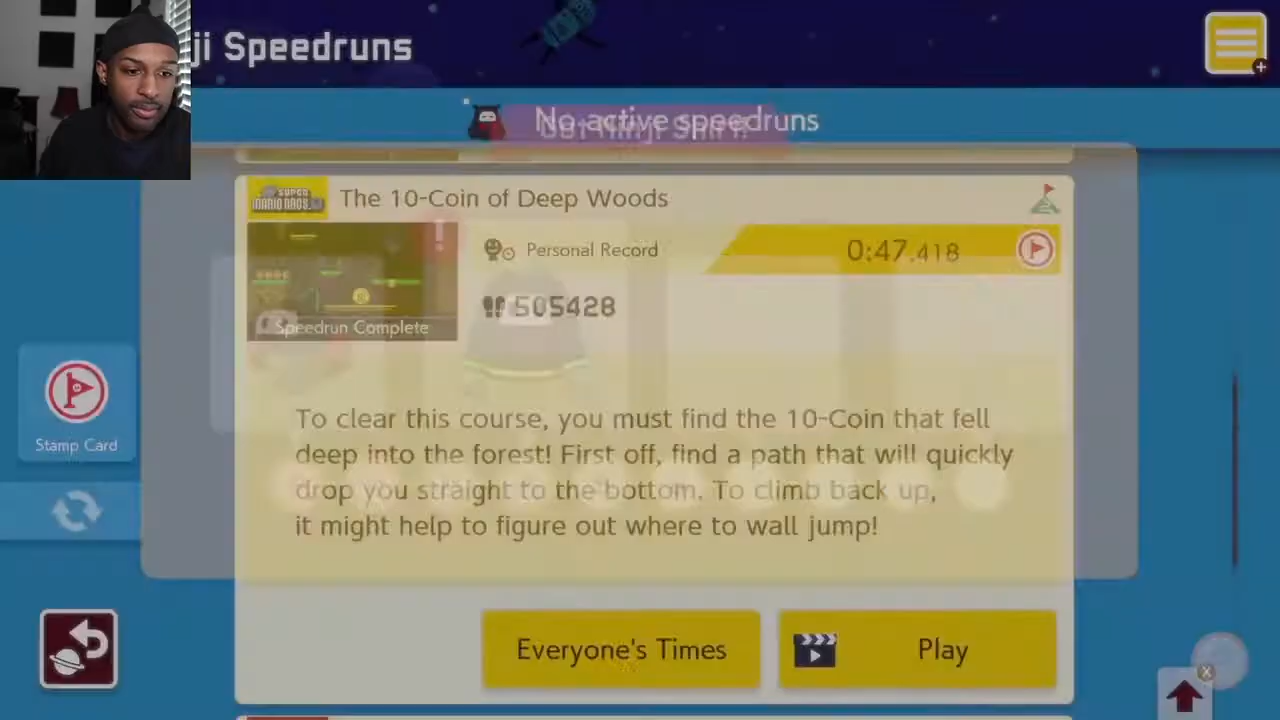 ji Speedruns
No active speedruns
Got Ninji Shirt!
SUPER
MARIO BROS.
The 10-Coin of Deep Woods
Personal Record
0:47.418
505428
Speedrun Complete
To clear this course, you must find the 10-Coin that fell
deep into the forest! First off, find a path that will quickly
drop you straight to the bottom. To climb back up,
it might help to figure out where to wall jump!
Stamp Card
Everyone's Times
Play
X